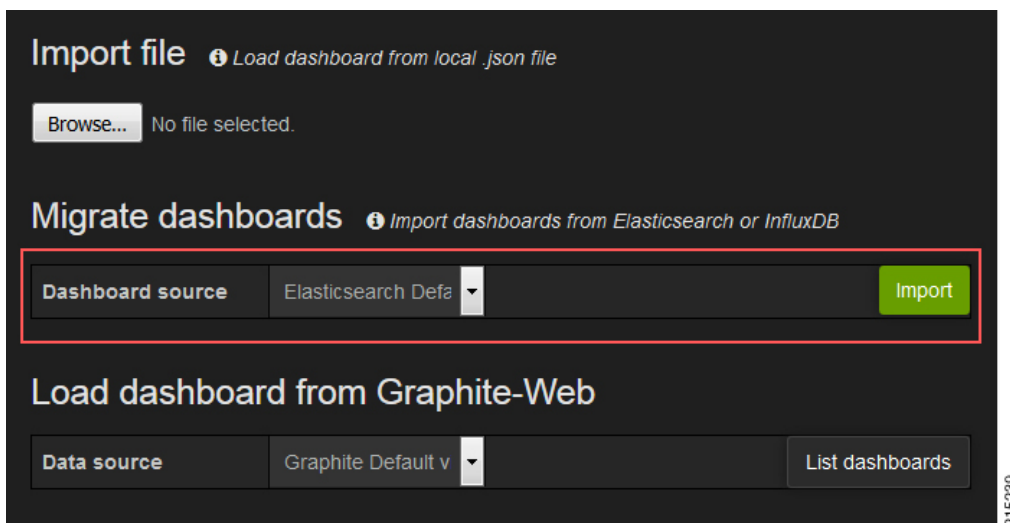 Import file Load dashboard from local .json file
Browse... No file selected.
Migrate dashboards Import dashboards from Elasticsearch or InfluxDB
Dashboard source Elasticsearch Defa Import
Load dashboard from Graphite-Web
Data source Graphite Default v List dashboards